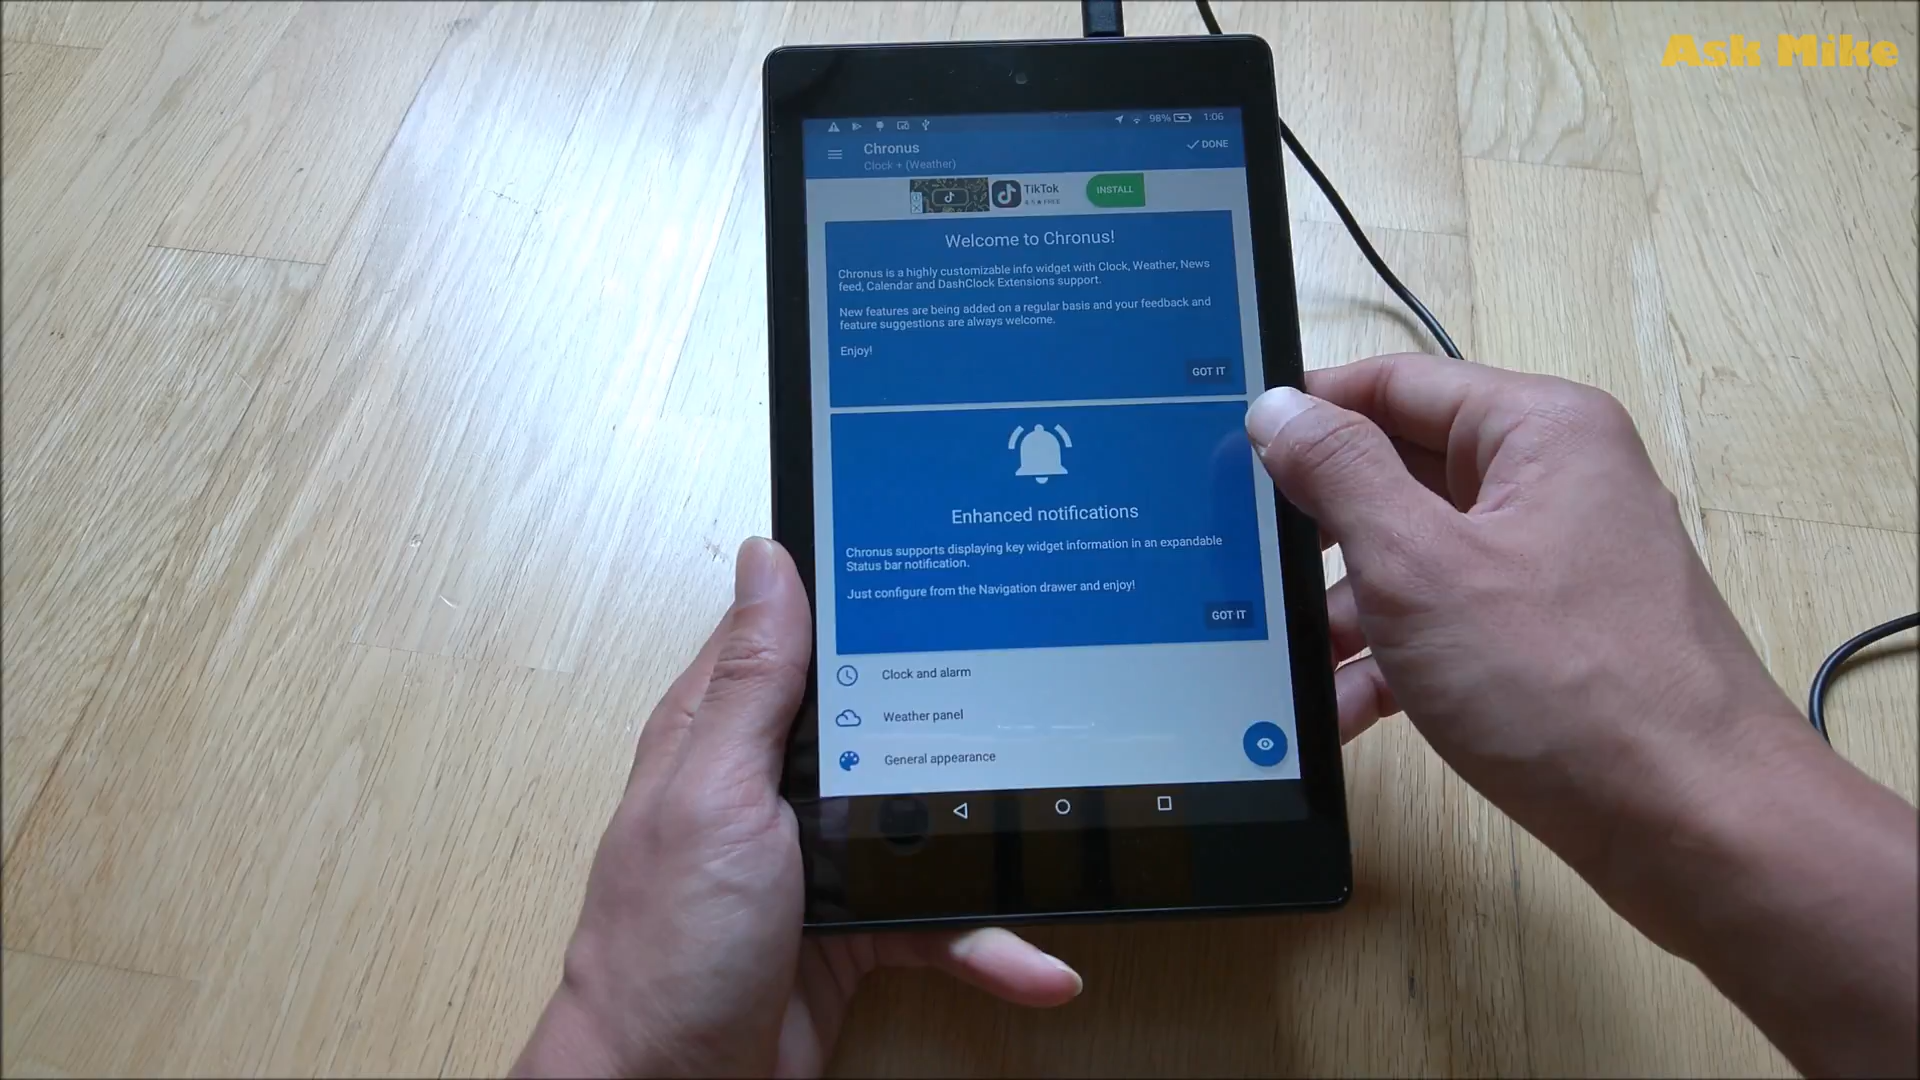 Ask Mike
98% 1:06
Chronus
Clock + (Weather)
DONE
TikTok
FREE
INSTALL
Welcome to Chronus!
Chronus is a highly customizable info widget with Clock, Weather, News
feed, Calendar and DashClock Extensions support.
New features are being added on a regular basis and your feedback and
feature suggestions are always welcome.
Enjoy!
GOT IT
Enhanced notifications
Chronus supports displaying key widget information in an expandable
Status bar notification.
Just configure from the Navigation drawer and enjoy!
GOT IT
Clock and alarm
Weather panel
General appearance